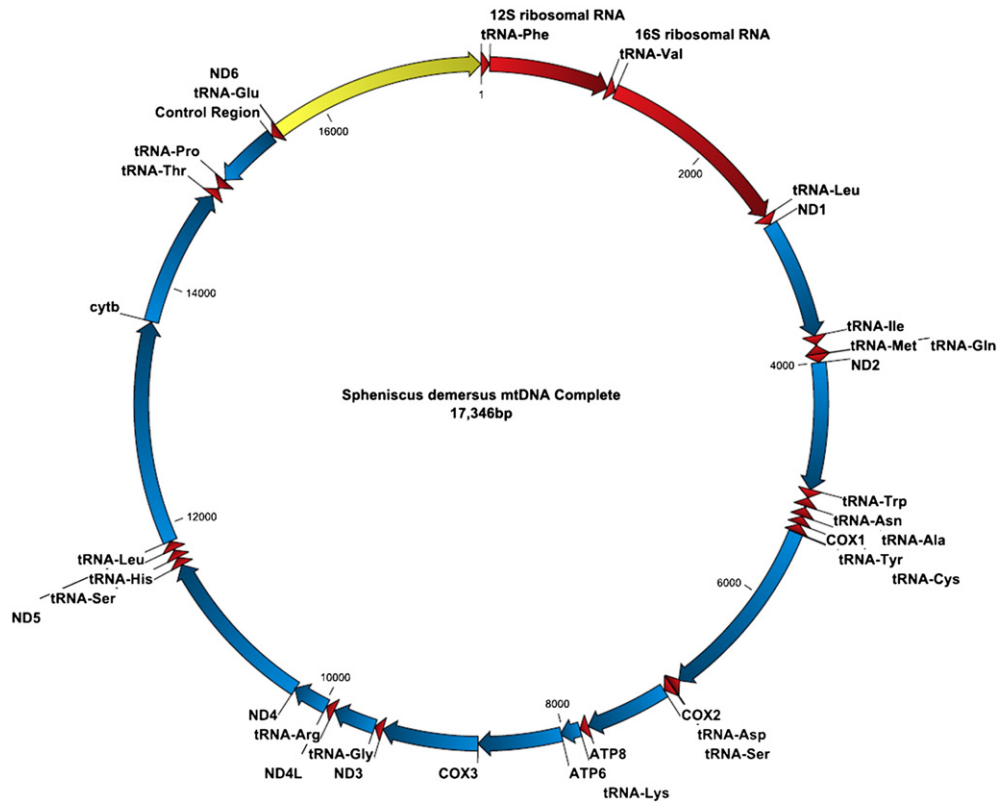 12S ribosomal RNA
tRNA-Phe
16S ribosomal RNA
tRNA-Val
ND6
tRNA-Glu
Control Region
1
16000
tRNA-Pro
tRNA-Thr
2000
tRNA-Leu
ND1
14000
cytb
tRNA-Ile
tRNA-Met tRNA-Gln
4000
ND2
Spheniscus demersus mtDNA Complete
17,346bp
tRNA-Trp
tRNA-Asn
COX1 tRNA-Ala
tRNA-Tyr
tRNA-Cys
12000
tRNA-Leu
tRNA-His
tRNA-Ser
ND5
6000
10000
8000
ND4
tRNA-Arg
tRNA-Gly
ND4L ND3
COX3
COX2
tRNA-Asp
tRNA-Ser
ATP8
ATP6
tRNA-Lys